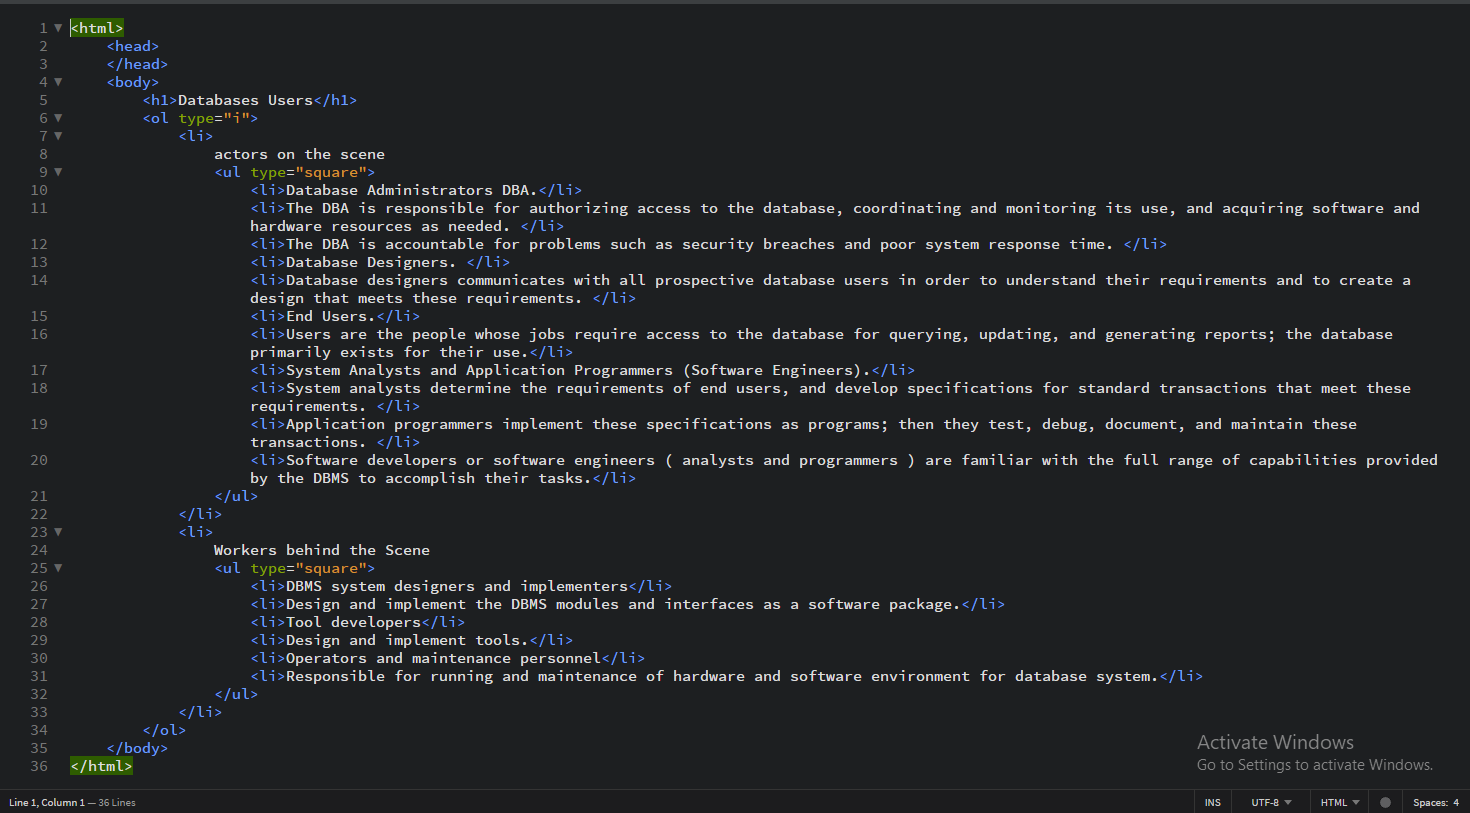 1 <html>
2 <head>
3 </head>
4 <body>
5 <h1>Databases Users</h1>
6 <ol type="i">
7 <li>
8 actors on the scene
9 <ul type="square">
10 <li>Database Administrators DBA.</li>
11 <li>The DBA is responsible for authorizing access to the database, coordinating and monitoring its use, and acquiring software and
hardware resources as needed. </li>
12 <li>The DBA is accountable for problems such as security breaches and poor system response time. </li>
13 <li>Database Designers. </li>
14 <li>Database designers communicates with all prospective database users in order to understand their requirements and to create a
design that meets these requirements. </li>
15 <li>End Users.</li>
16 <li>Users are the people whose jobs require access to the database for querying, updating, and generating reports; the database
primarily exists for their use.</li>
17 <li>System Analysts and Application Programmers (Software Engineers).</li>
18 <li>System analysts determine the requirements of end users, and develop specifications for standard transactions that meet these
requirements. </li>
19 <li>Application programmers implement these specifications as programs; then they test, debug, document, and maintain these
transactions. </li>
20 <li>Software developers or software engineers ( analysts and programmers ) are familiar with the full range of capabilities provided
by the DBMS to accomplish their tasks.</li>
21 </ul>
22 </li>
23 <li>
24 Workers behind the Scene
25 <ul type="square">
26 <li>DBMS system designers and implementers</li>
27 <li>Design and implement the DBMS modules and interfaces as a software package.</li>
28 <li>Tool developers</li>
29 <li>Design and implement tools.</li>
30 <li>Operators and maintenance personnel</li>
31 <li>Responsible for running and maintenance of hardware and software environment for database system.</li>
32 </ul>
33 </li>
34 </ol>
35 </body>
36 </html>
Activate Windows
Go to Settings to activate Windows.
Line 1, Column 1 — 36 Lines INS UTF-8 HTML Spaces: 4